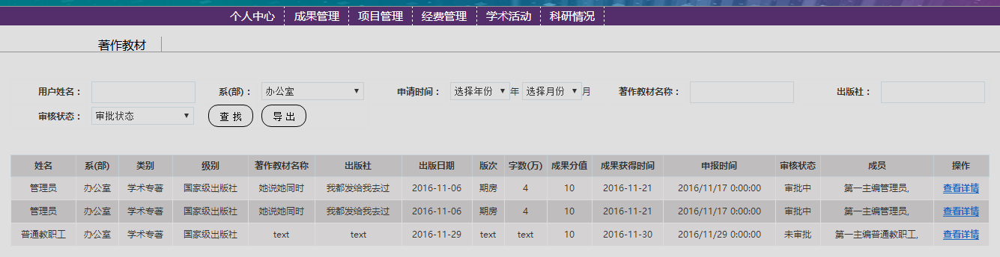 个人中心 成果管理 项目管理 经费管理 学术活动 科研情况
著作教材
用户姓名： 系(部)： 办公室 申请时间： 选择年份 年 选择月份 月 著作教材名称： 出版社：
审核状态： 审批状态 查 找 导 出
姓名 系(部) 类别 级别 著作教材名称 出版社 出版日期 版次 字数(万) 成果分值 成果获得时间 申报时间 审核状态 成员 操作
管理员 办公室 学术专著 国家级出版社 她说她同时 我都发给我去过 2016-11-06 期房 4 10 2016-11-21 2016/11/17 0:00:00 审批中 第一主编管理员, 查看详情
管理员 办公室 学术专著 国家级出版社 她说她同时 我都发给我去过 2016-11-06 期房 4 10 2016-11-21 2016/11/17 0:00:00 审批中 第一主编管理员, 查看详情
普通教职工 办公室 学术专著 国家级出版社 text text 2016-11-29 text text 10 2016-11-30 2016/11/29 0:00:00 未审批 第一主编普通教职工, 查看详情